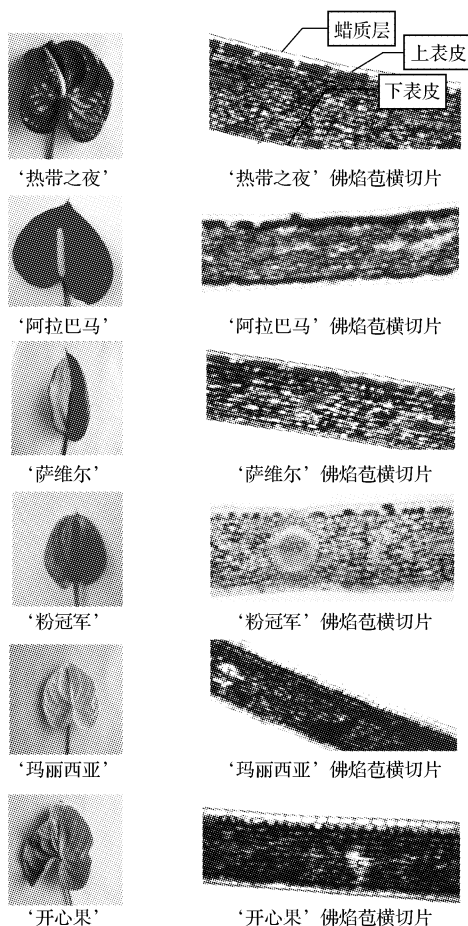 蜡质层
上表皮
下表皮
‘热带之夜’
‘热带之夜’佛焰苞横切片
‘阿拉巴马’
‘阿拉巴马’佛焰苞横切片
‘萨维尔’
‘萨维尔’佛焰苞横切片
‘粉冠军’
‘粉冠军’佛焰苞横切片
‘玛丽西亚’
‘玛丽西亚’佛焰苞横切片
‘开心果’
‘开心果’佛焰苞横切片